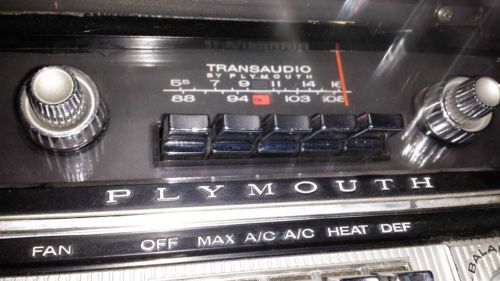 TRANSAUDIO
BY PLYMOUTH
55 7 9 11 14 16
88 94 103 108
PLYMOUTH
FAN OFF MAX A/C A/C HEAT DEF